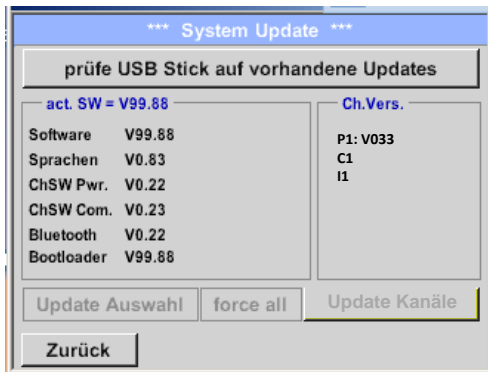 *** System Update ***
prüfe USB Stick auf vorhandene Updates
act. SW = V99.88
Software V99.88
Sprachen V0.83
ChSW Pwr. V0.22
ChSW Com. V0.23
Bluetooth V0.22
Bootloader V99.88
Ch.Vers.
P1: V033
C1
I1
Update Auswahl
force all
Update Kanäle
Zurück